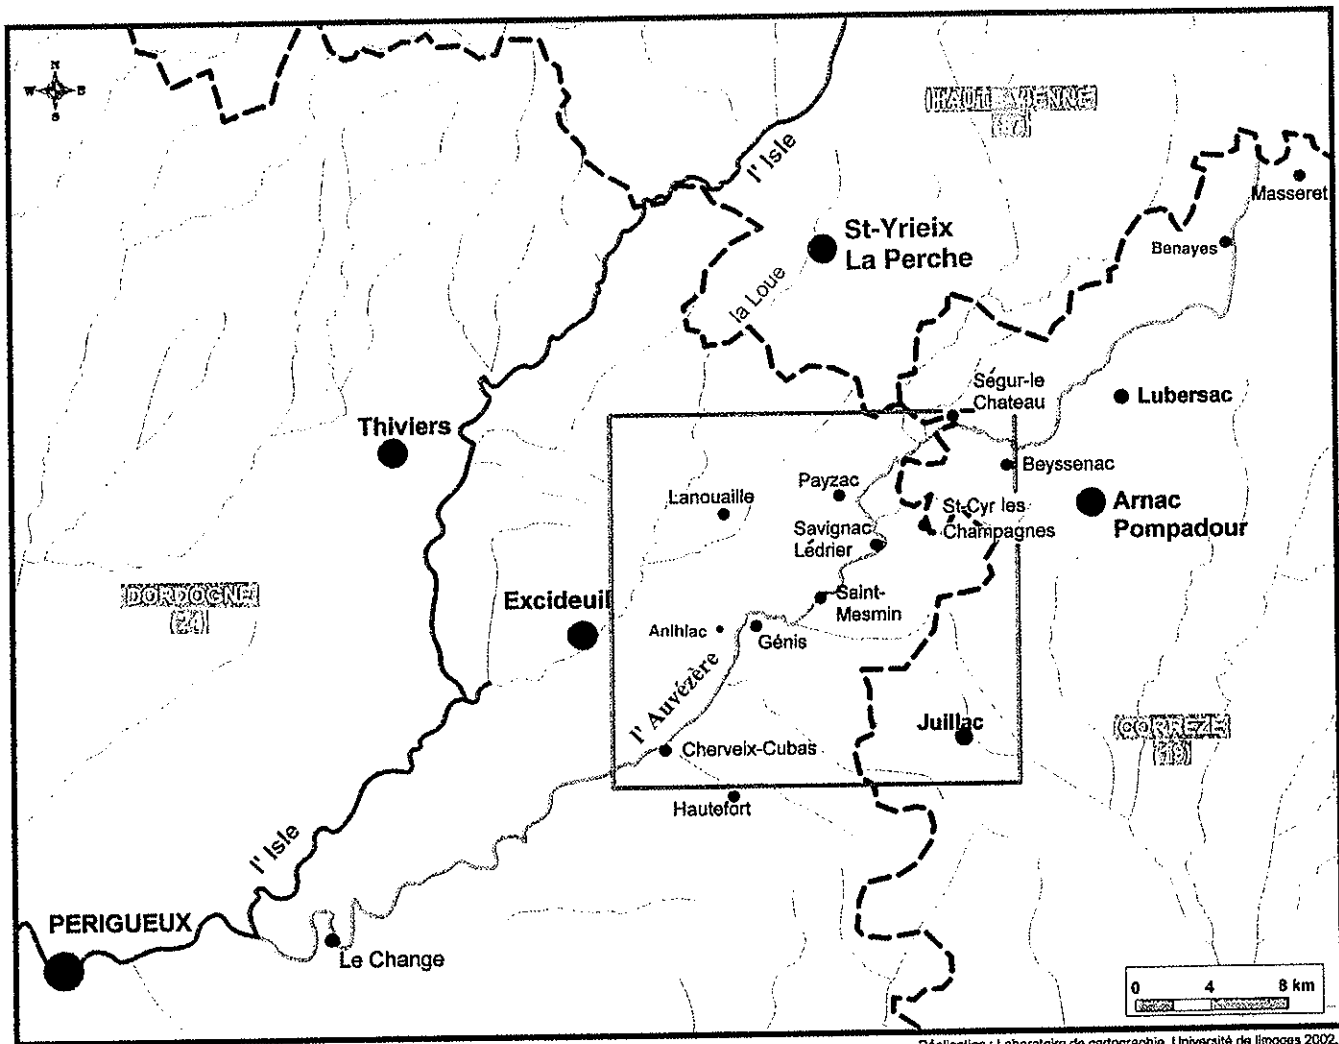 N
W E
S
HAUTE-VIENNE
(87)
l' Isle
Masseret
Benayes
St-Yrieix
La Perche
la Loue
Ségur-le
Chateau
Lubersac
Thiviers
Beyssenac
Payzac
Lanouaille
Arnac
Pompadour
St-Cyr les
Champagnes
Savignac
Lédrier
DORDOGNE
(24)
Excideuil
Saint-
Mesmin
Anlhiac
Génis
l' Auvézère
Juillac
CORREZE
(19)
Cherveix-Cubas
Hautefort
l' Isle
PERIGUEUX
Le Change
0 4 8 km
Réalisation : Laboratoire de cartographie, Université de limoges 2002.